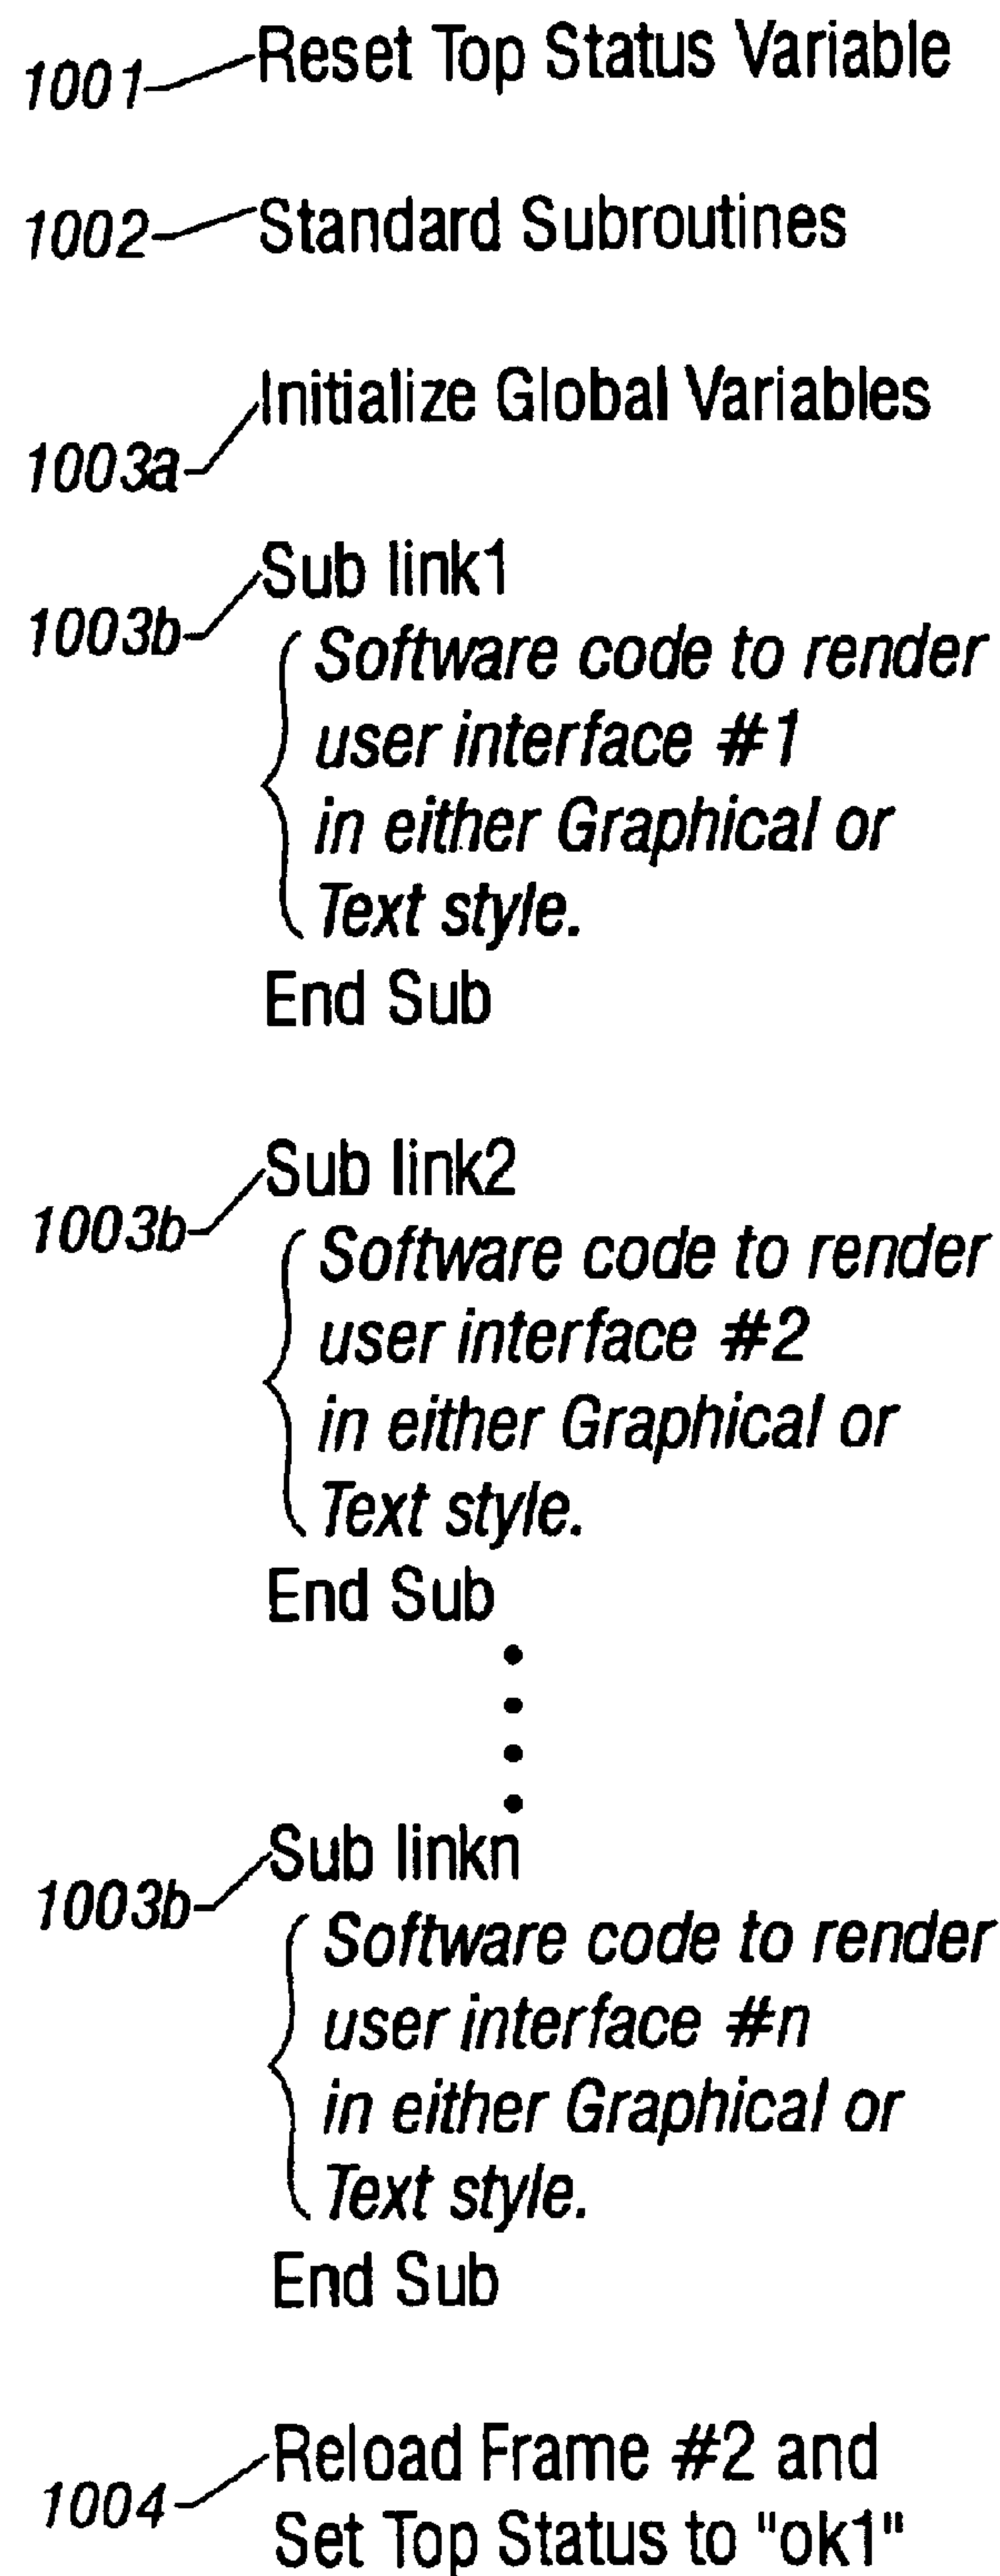 1001 Reset Top Status Variable
1002 Standard Subroutines
Initialize Global Variables
1003a
Sub link1
1003b
Software code to render
user interface #1
in either Graphical or
Text style.
End Sub
Sub link2
1003b
Software code to render
user interface #2
in either Graphical or
Text style.
End Sub
Sub linkn
1003b
Software code to render
user interface #n
in either Graphical or
Text style.
End Sub
Reload Frame #2 and
1004
Set Top Status to "ok1"